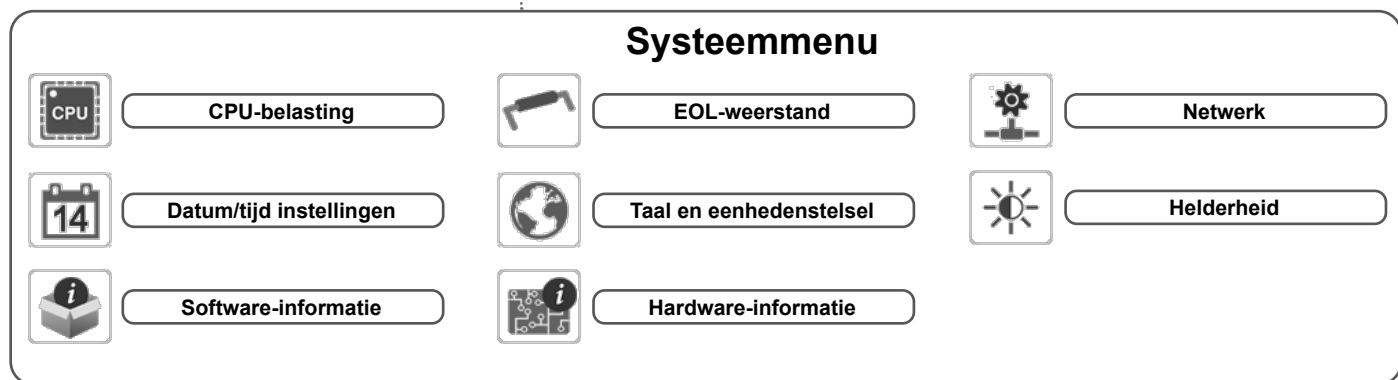 Systeemmenu
CPU
CPU-belasting
EOL-weerstand
Netwerk
14
Datum/tijd instellingen
Taal en eenhedenstelsel
Helderheid
i
Software-informatie
i
Hardware-informatie